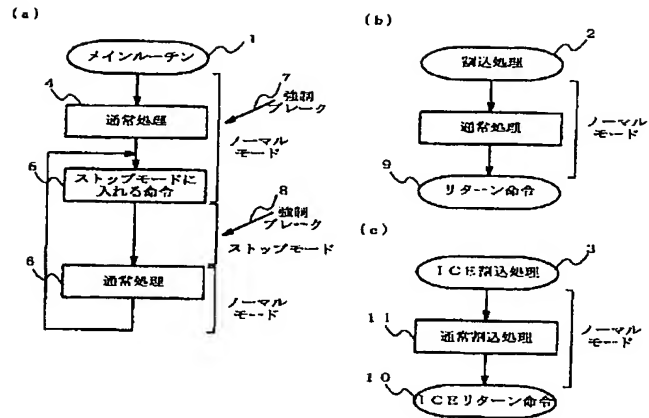 (a)
1
メインルーチン
4
通常処理
7
強制
ブレーク
ノーマル
モード
5
ストップモードに
入れる命令
8
強制
ブレーク
ストップモード
6
通常処理
ノーマル
モード
(b)
2
割込処理
通常処理
ノーマル
モード
9
リターン命令
(c)
3
ICE割込処理
11
通常割込処理
ノーマル
モード
10
ICEリターン命令